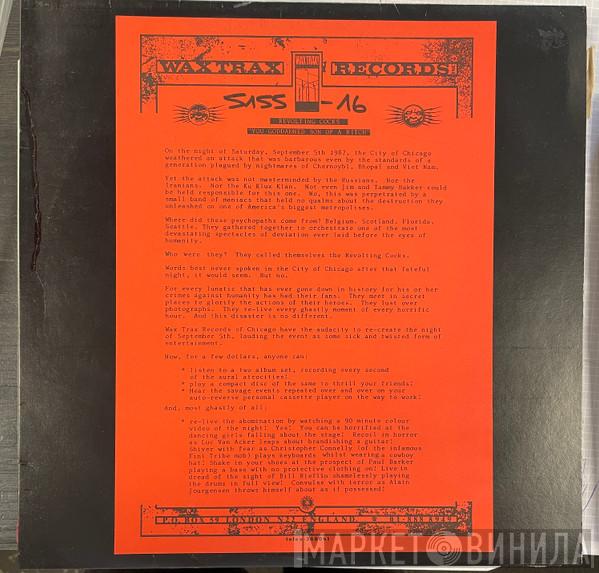 WAXTRAX RECORDS
WAX TRAX
S155-16
REVOLTING COCKS
"YOU GODDAMNED SON OF A BITCH"
On the night of Saturday, September 5th 1987, the City of Chicago
weathered an attack that was barbarous even by the standards of a
generation plagued by nightmares of Chernoybl, Bhopal and Viet Nam.
Yet the attack was not masterminded by the Russians. Nor the
Iranians. Nor the Ku Klux Klan. Not even Jim and Tammy Bakker could
be held responsible for this one. No, this was perpetrated by a
small band of maniacs that held no qualms about the destruction they
unleashed on one of America's biggest metropolises.
Where did these psychopaths come from? Belgium. Scotland. Florida.
Seattle. They gathered together to orchestrate one of the most
devastating spectacles of deviation ever laid before the eyes of
humanity.
Who were they? They called themselves the Revolting Cocks.
Words best never spoken in the City of Chicago after that fateful
night, it would seem. But no.
For every lunatic that has ever gone down in history for his or her
crimes against humanity has had their fans. They meet in secret
places to glorify the actions of their heroes. They lust over
photographs. They re-live every ghastly moment of every horrific
hour. And this disaster is no different.
Wax Trax Records of Chicago have the audacity to re-create the night
of September 5th, lauding the event as some sick and twisted form of
entertainment.
Now, for a few dollars, anyone can:
* listen to a two album set, recording every second
of the aural atrocities!
* play a compact disc of the same to thrill your friends!
* Hear the savage events repeated over and over on your
auto-reverse personal cassette player on the way to work!
And, most ghastly of all:
* re-live the abomination by watching a 90 minute colour
video of the night! Yes! You can be horrified at the
dancing girls falling about the stage! Recoil in horror
as Luc Van Acker leaps about brandishing a guitar!
Shiver with fear as Christopher Connelly (of the infamous
Fini Tribe mob) plays keyboards whilst wearing a cowboy
hat! Shake in your shoes at the prospect of Paul Barker
playing a bass with no protective clothing on! Live in
dread of the sight of Bill Rieflin shamelessly playing
the drums in full view! Convulse with terror as Alain
Jourgensen throws himself about as if possessed!
P.O. BOX 59 LONDON N22 ENGLAND
МАРКЕТ ВИНИЛА